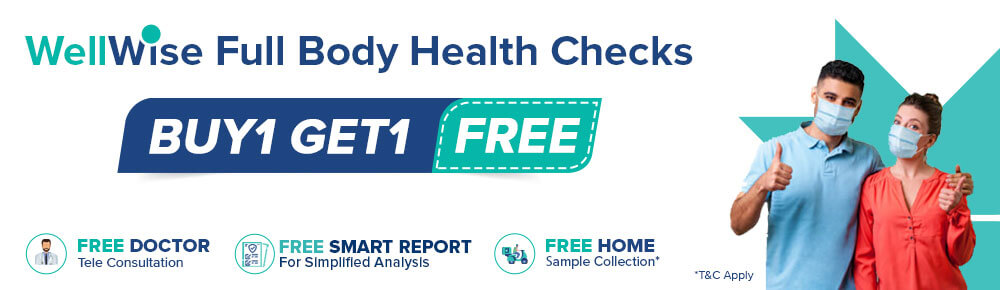 WellWise Full Body Health Checks
BUY1 GET1 FREE
FREE DOCTOR
Tele Consultation
FREE SMART REPORT
For Simplified Analysis
FREE HOME
Sample Collection*
*T&C Apply